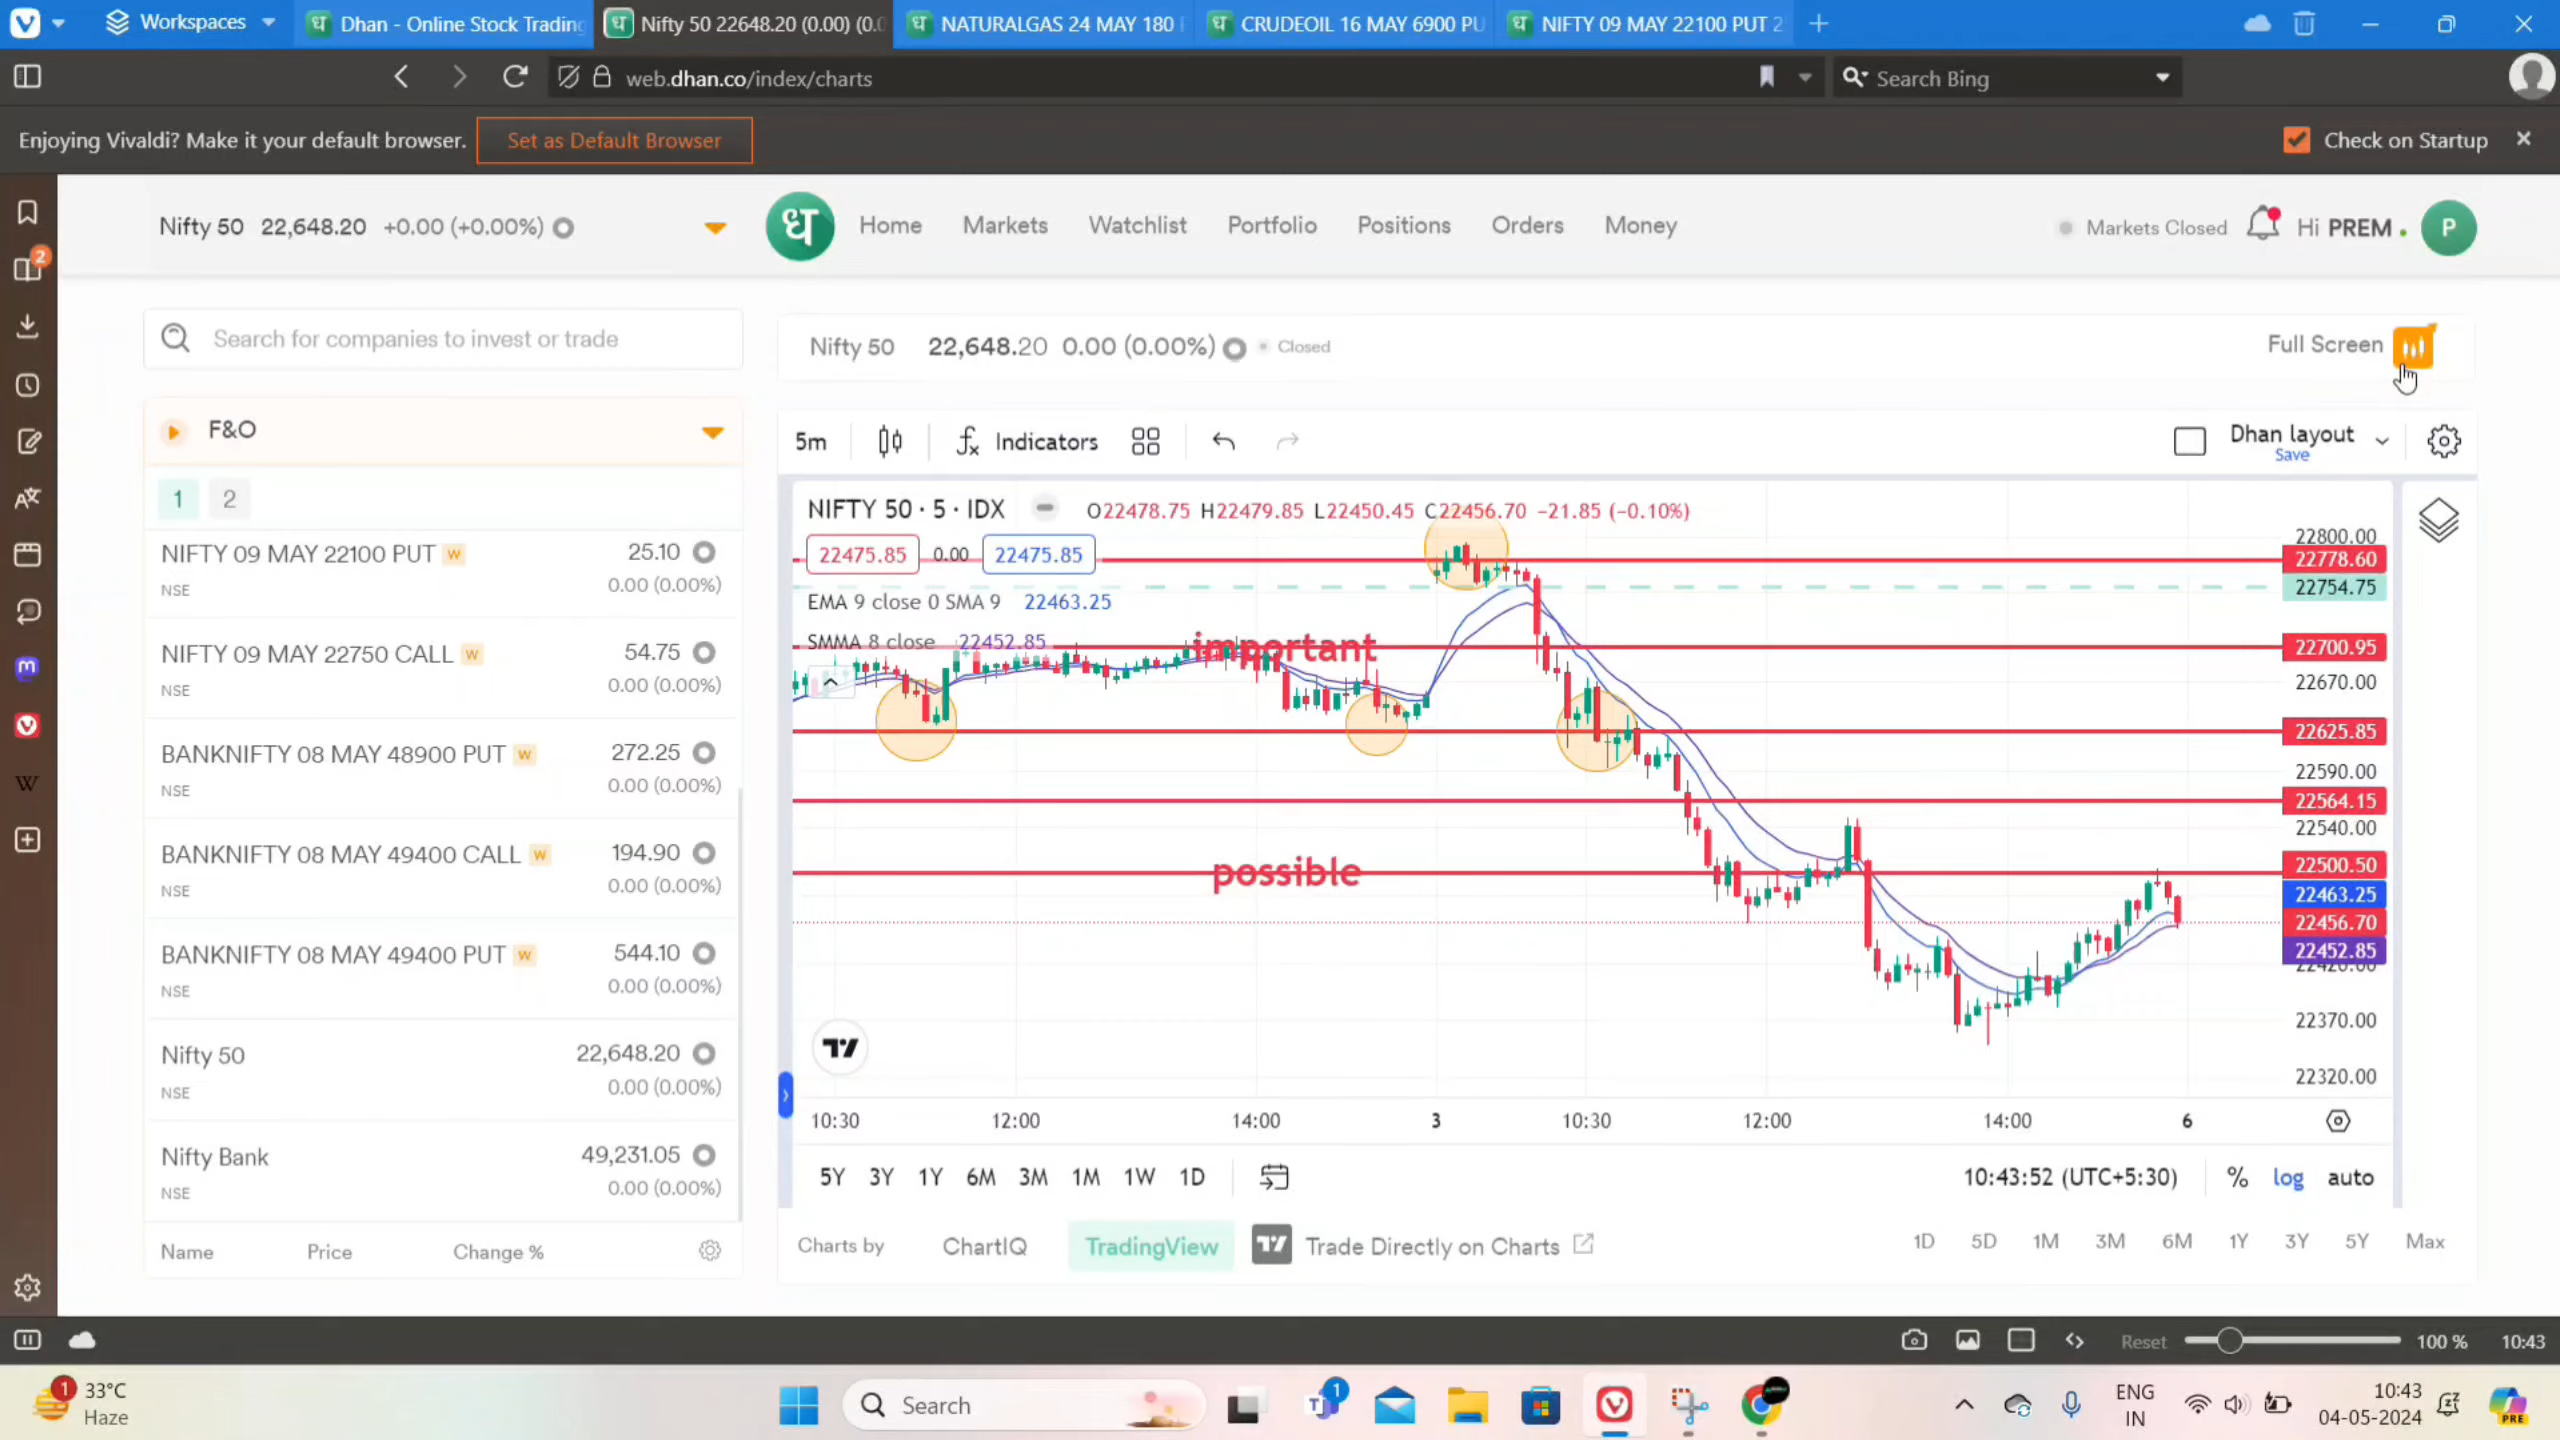 Workspaces
Dhan - Online Stock Trading
Nifty 50 22648.20 (0.00) (0.0
NATURALGAS 24 MAY 180
CRUDEOIL 16 MAY 6900 PU
NIFTY 09 MAY 22100 PUT 2
web.dhan.co/index/charts
Search Bing
Enjoying Vivaldi? Make it your default browser.
Set as Default Browser
Check on Startup
2
Nifty 50 22,648.20 +0.00 (+0.00%)
ध
Home
Markets
Watchlist
Portfolio
Positions
Orders
Money
Markets Closed
Hi PREM
P
Search for companies to invest or trade
Nifty 50 22,648.20 0.00 (0.00%)
Closed
Full Screen
F&O
1
2
NIFTY 09 MAY 22100 PUT W
25.10
NSE
0.00 (0.00%)
NIFTY 09 MAY 22750 CALL W
54.75
NSE
0.00 (0.00%)
BANKNIFTY 08 MAY 48900 PUT W
272.25
NSE
0.00 (0.00%)
BANKNIFTY 08 MAY 49400 CALL W
194.90
NSE
0.00 (0.00%)
BANKNIFTY 08 MAY 49400 PUT W
544.10
NSE
0.00 (0.00%)
Nifty 50
22,648.20
NSE
0.00 (0.00%)
Nifty Bank
49,231.05
NSE
0.00 (0.00%)
Name
Price
Change %
5m
Indicators
Dhan layout
Save
NIFTY 50 · 5 · IDX
O22478.75 H22479.85 L22450.45 C22456.70 −21.85 (−0.10%)
22475.85
0.00
22475.85
EMA 9 close 0 SMA 9 22463.25
SMMA 8 close 22452.85
important
possible
22800.00
22778.60
22754.75
22700.95
22670.00
22625.85
22590.00
22564.15
22540.00
22500.50
22463.25
22456.70
22452.85
22420.00
22370.00
22320.00
10:30
12:00
14:00
3
10:30
12:00
14:00
6
5Y
3Y
1Y
6M
3M
1M
1W
1D
10:43:52 (UTC+5:30)
%
log
auto
Charts by
ChartIQ
TradingView
Trade Directly on Charts
1D
5D
1M
3M
6M
1Y
3Y
5Y
Max
Reset
100 %
10:43
1
33°C
Haze
Search
1
ENG
IN
10:43
04-05-2024
PRE